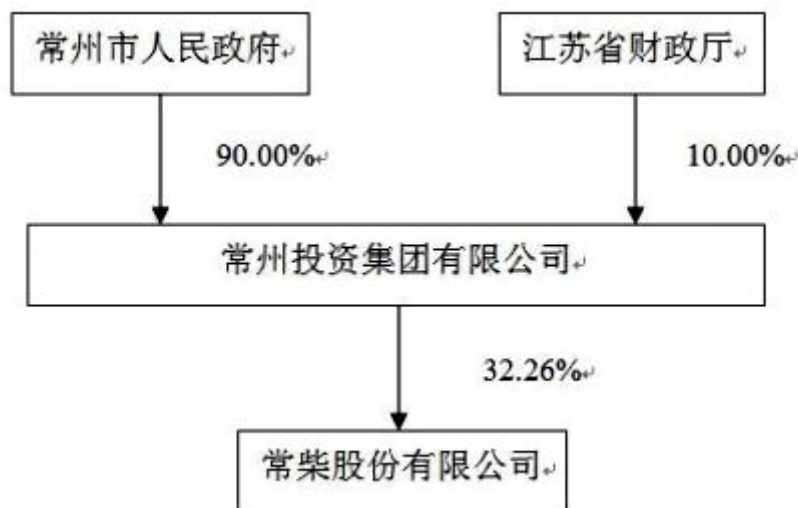 常州市人民政府
江苏省财政厅
90.00%
10.00%
常州投资集团有限公司
32.26%
常柴股份有限公司